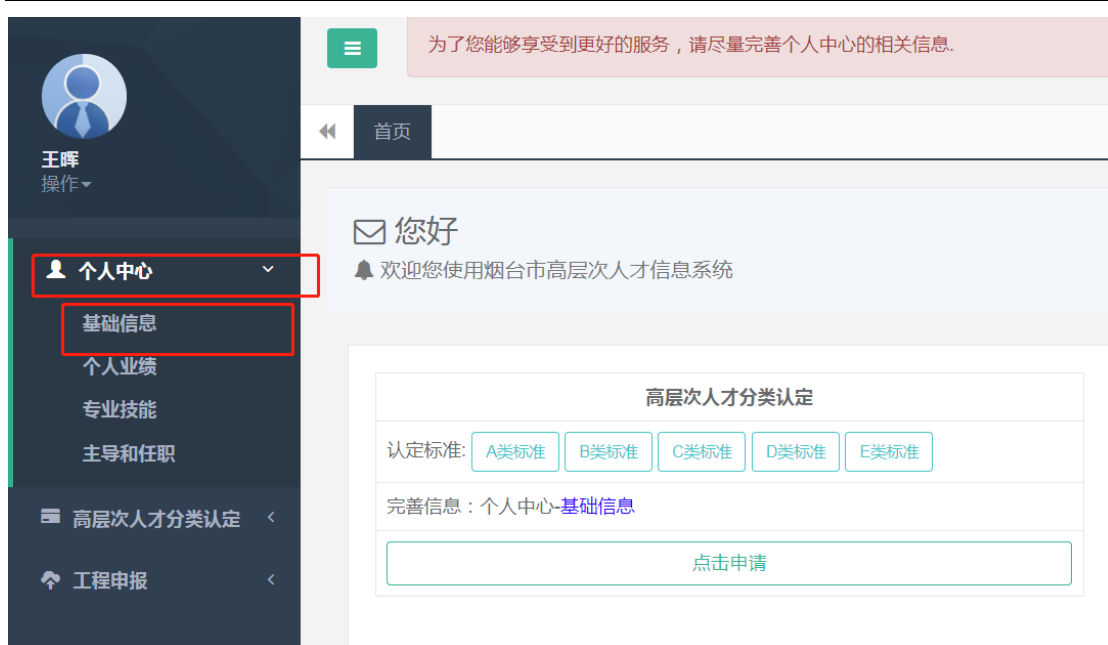 为了您能够享受到更好的服务，请尽量完善个人中心的相关信息.
首页
王晖
操作
您好
欢迎您使用烟台市高层次人才信息系统
个人中心
基础信息
个人业绩
专业技能
主导和任职
高层次人才分类认定
工程申报
高层次人才分类认定
认定标准: A类标准 B类标准 C类标准 D类标准 E类标准
完善信息：个人中心-基础信息
点击申请